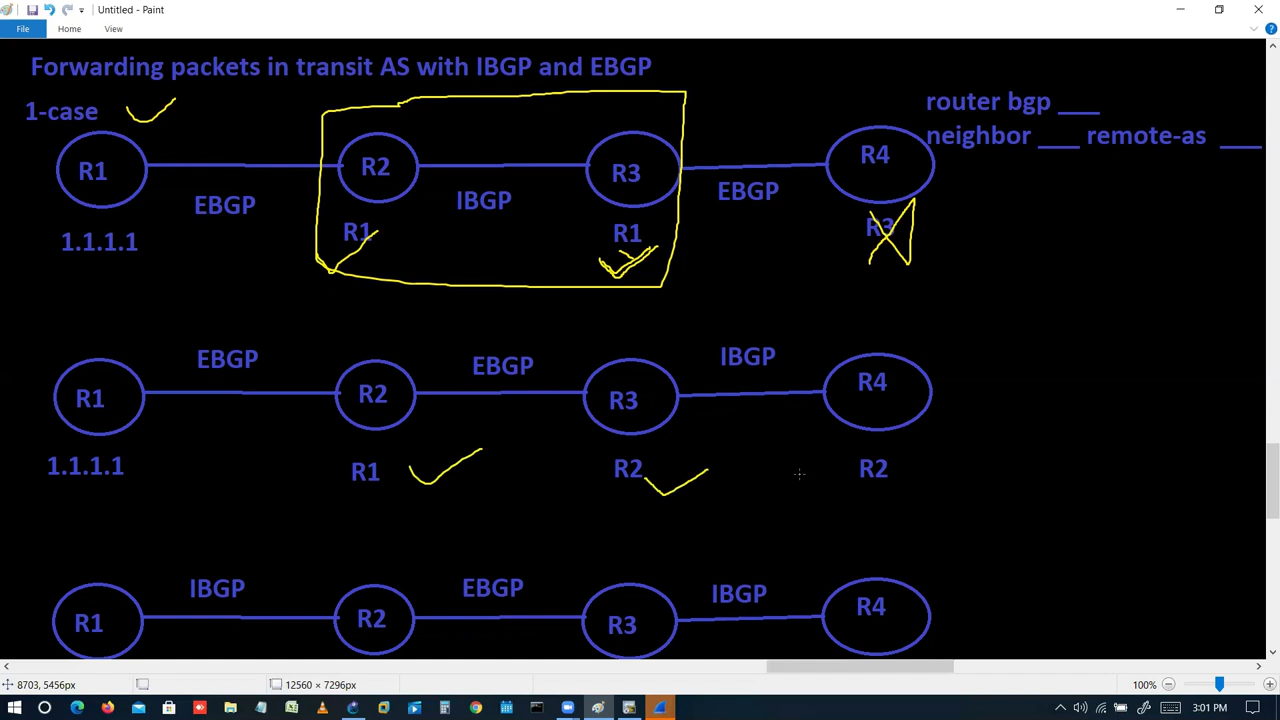 Untitled - Paint
File Home View
Forwarding packets in transit AS with IBGP and EBGP
1-case
router bgp ___
neighbor ___ remote-as ___
R1 R2 R3 R4
EBGP IBGP EBGP
1.1.1.1 R1 R1 R3
EBGP EBGP IBGP
R1 R2 R3 R4
1.1.1.1 R1 R2 R2
IBGP EBGP IBGP
R1 R2 R3 R4
8703, 5456px 12560 × 7296px 100%
3:01 PM